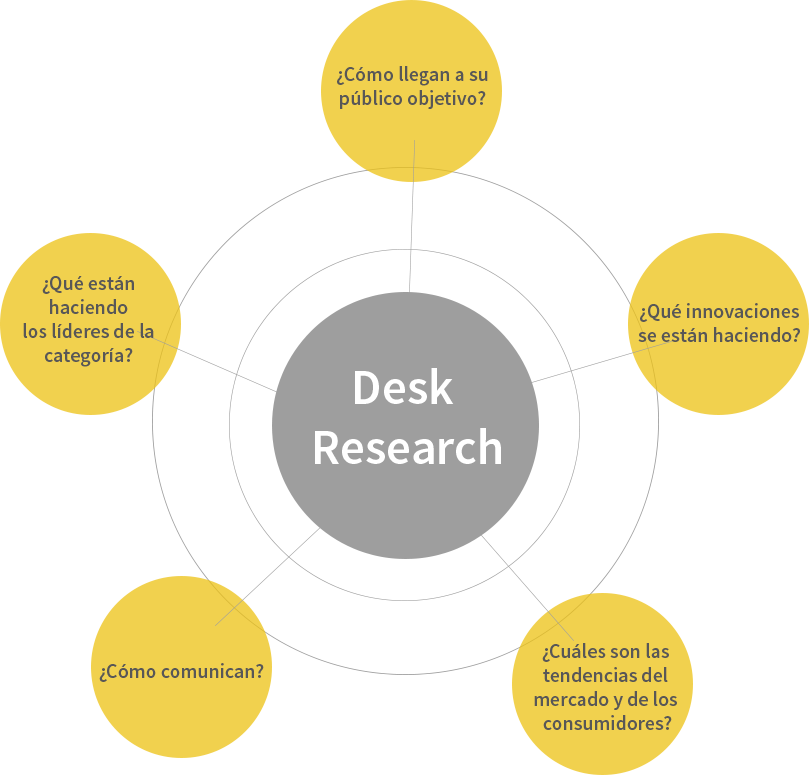 ¿Cómo llegan a su
público objetivo?
¿Qué están
haciendo
los líderes de la
categoría?
¿Qué innovaciones
se están haciendo?
Desk
Research
¿Cómo comunican?
¿Cuáles son las
tendencias del
mercado y de los
consumidores?